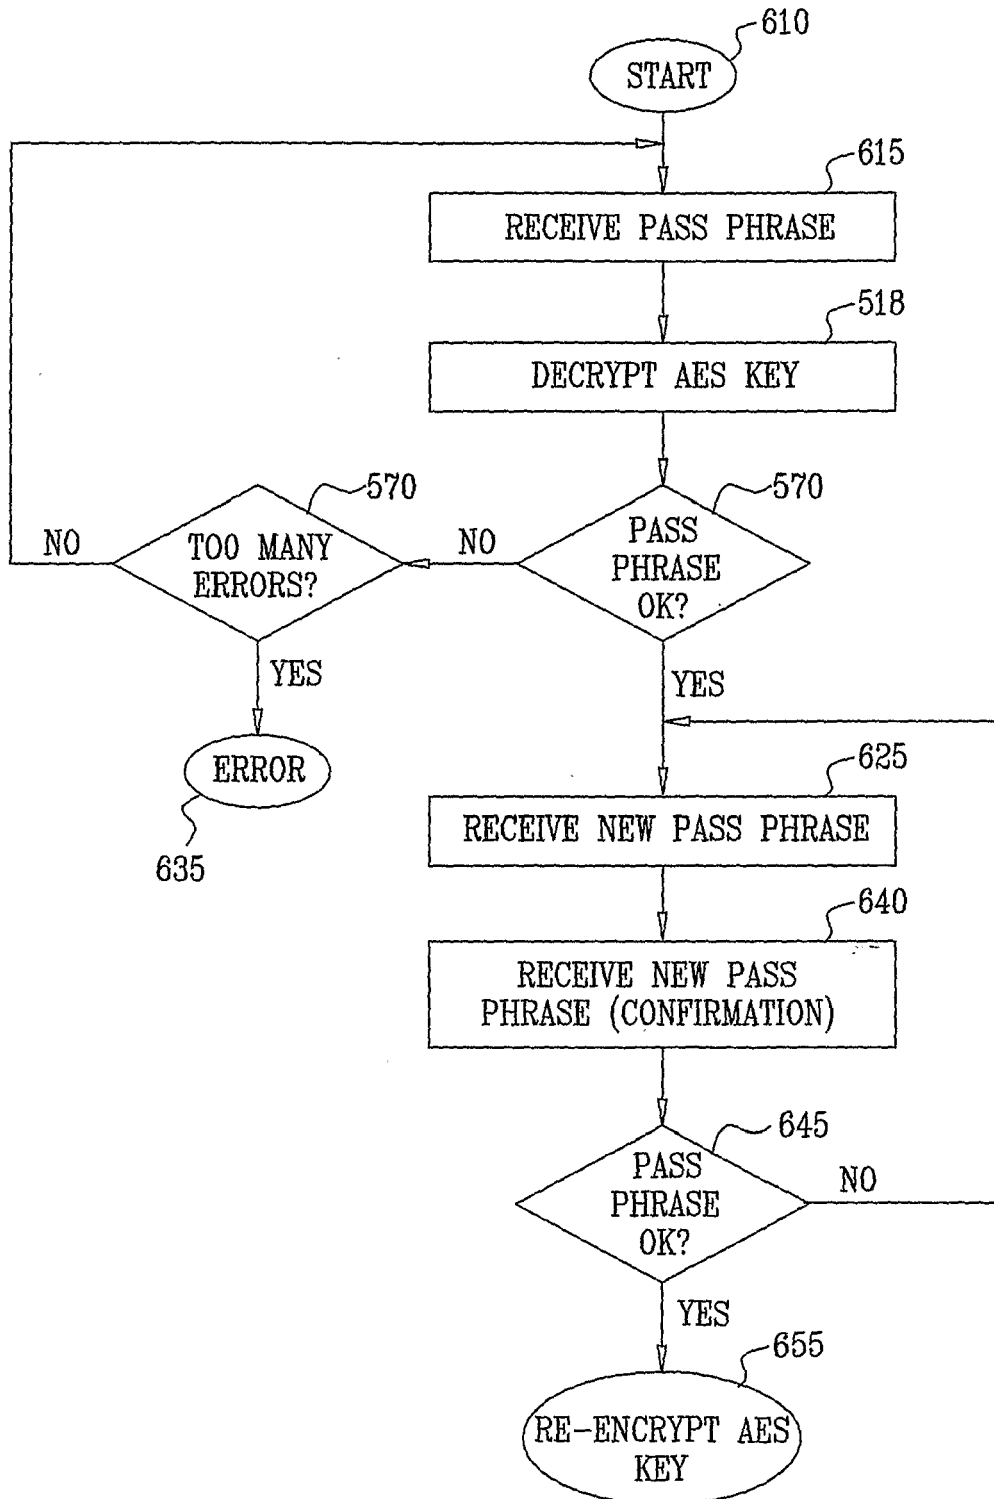 610
START
615
RECEIVE PASS PHRASE
518
DECRYPT AES KEY
570
PASS
PHRASE
OK?
NO
570
TOO MANY
ERRORS?
NO
YES
ERROR
635
YES
625
RECEIVE NEW PASS PHRASE
640
RECEIVE NEW PASS
PHRASE (CONFIRMATION)
645
PASS
PHRASE
OK?
NO
YES
655
RE-ENCRYPT AES
KEY